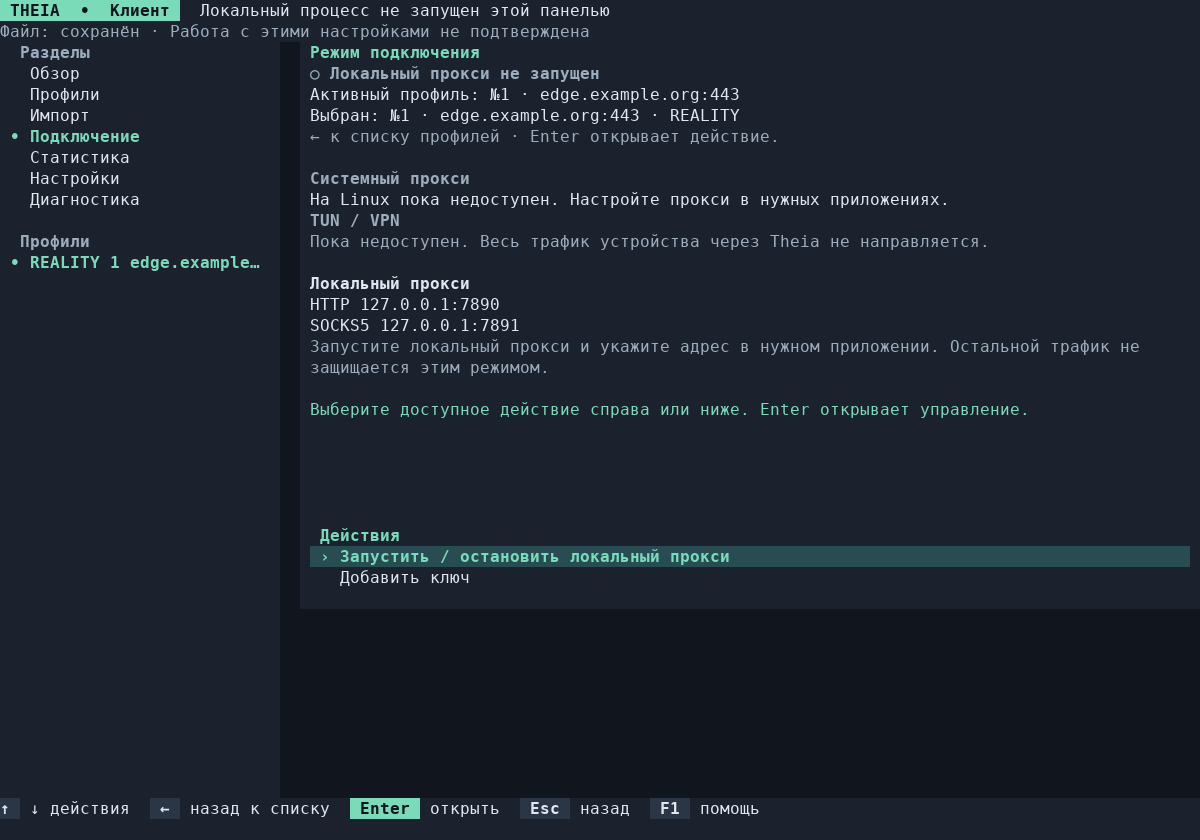 THEIA • Клиент Локальный процесс не запущен этой панелью
Файл: сохранён · Работа с этими настройками не подтверждена
Разделы
Обзор
Профили
Импорт
• Подключение
Статистика
Настройки
Диагностика
Профили
• REALITY 1 edge.example…
Режим подключения
○ Локальный прокси не запущен
Активный профиль: №1 · edge.example.org:443
Выбран: №1 · edge.example.org:443 · REALITY
← к списку профилей · Enter открывает действие.
Системный прокси
На Linux пока недоступен. Настройте прокси в нужных приложениях.
TUN / VPN
Пока недоступен. Весь трафик устройства через Theia не направляется.
Локальный прокси
HTTP 127.0.0.1:7890
SOCKS5 127.0.0.1:7891
Запустите локальный прокси и укажите адрес в нужном приложении. Остальной трафик не
защищается этим режимом.
Выберите доступное действие справа или ниже. Enter открывает управление.
Действия
› Запустить / остановить локальный прокси
Добавить ключ
↑ ↓ действия ← назад к списку Enter открыть Esc назад F1 помощь